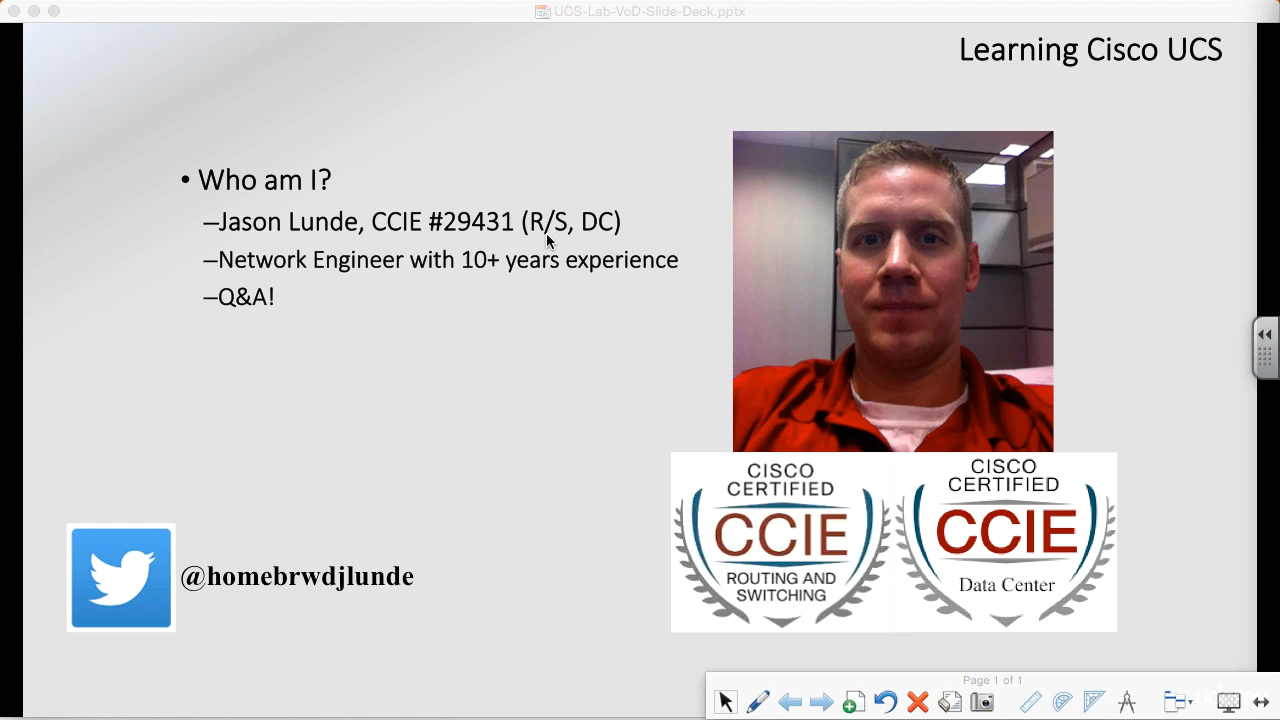 UCS-Lab-VoD-Slide-Deck.pptx
Learning Cisco UCS
• Who am I?
–Jason Lunde, CCIE #29431 (R/S, DC)
–Network Engineer with 10+ years experience
–Q&A!
CISCO
CERTIFIED
CCIE
ROUTING AND
SWITCHING
CISCO
CERTIFIED
CCIE
Data Center
@homebrwdjlunde
Page 1 of 1